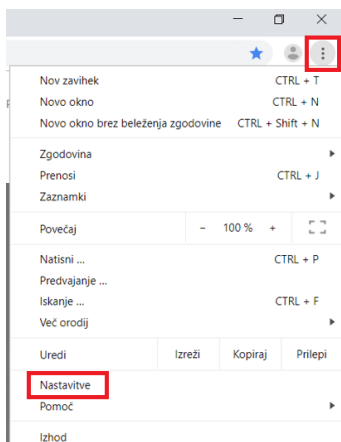 Nov zavihek CTRL + T
Novo okno CTRL + N
Novo okno brez beleženja zgodovine CTRL + Shift + N
Zgodovina
Prenosi CTRL + J
Zaznamki
Povečaj - 100 % +
Natisni ... CTRL + P
Predvajanje ...
Iskanje ... CTRL + F
Več orodij
Uredi Izreži Kopiraj Prilepi
Nastavitve
Pomoč
Izhod